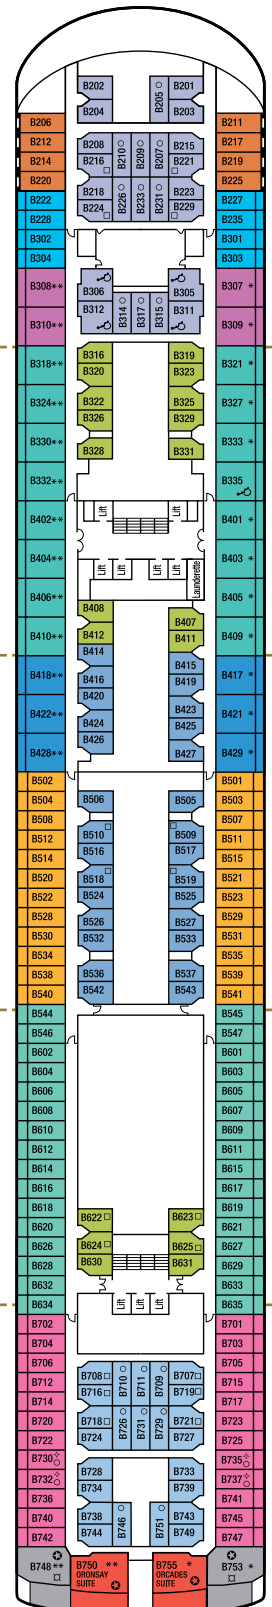 B202 B205 B201
B204 B203
B206 B211
B212 B208 B210 B209 B207 B215 B217
B214 B216 B221 B219
B220 B218 B226 B233 B231 B223 B225
B222 B224 B229 B227
B228 B235
B302 B301
B304 B303
B308** B306 B305 B307 *
B310** B312 B314 B317 B315 B311 B309 *
B318** B316 B319 B321 *
B320 B323
B324** B322 B325 B327 *
B326 B329
B330** B328 B331 B333 *
B332** B335
B402** Lift Lift B401 *
B404** B403 *
Lift Lift Lift Lift Launderette
B406** B408 B405 *
B407
B410** B412 B411 B409 *
B414
B418** B416 B415 B417 *
B420 B419
B422** B424 B423 B421 *
B426 B425
B428** B427 B429 *
B502 B501
B504 B506 B505 B503
B508 B507
B512 B510 B509 B511
B514 B516 B517 B515
B520 B518 B519 B521
B522 B524 B525 B523
B528 B526 B527 B529
B530 B532 B533 B531
B534 B535
B538 B536 B537 B539
B540 B542 B543 B541
B544 B545
B546 B547
B602 B601
B604 B603
B606 B605
B608 B607
B610 B609
B612 B611
B614 B615
B616 B617
B618 B622 B623 B619
B620 B621
B626 B624 B625 B627
B628 B630 B631 B629
B632 B633
B634 Lift Lift Lift B635
B702 B701
B704 B703
B706 B708 B710 B711 B709 B707 B705
B712 B716 B719 B715
B714 B717
B720 B718 B726 B731 B729 B721 B723
B722 B724 B727 B725
B730 B728 B733 B735
B732 B734 B739 B737
B736 B741
B740 B738 B746 B751 B743 B745
B742 B744 B749 B747
B748 ** B750 ** B755 * B753 *
ORONSAY ORCADES
SUITE SUITE